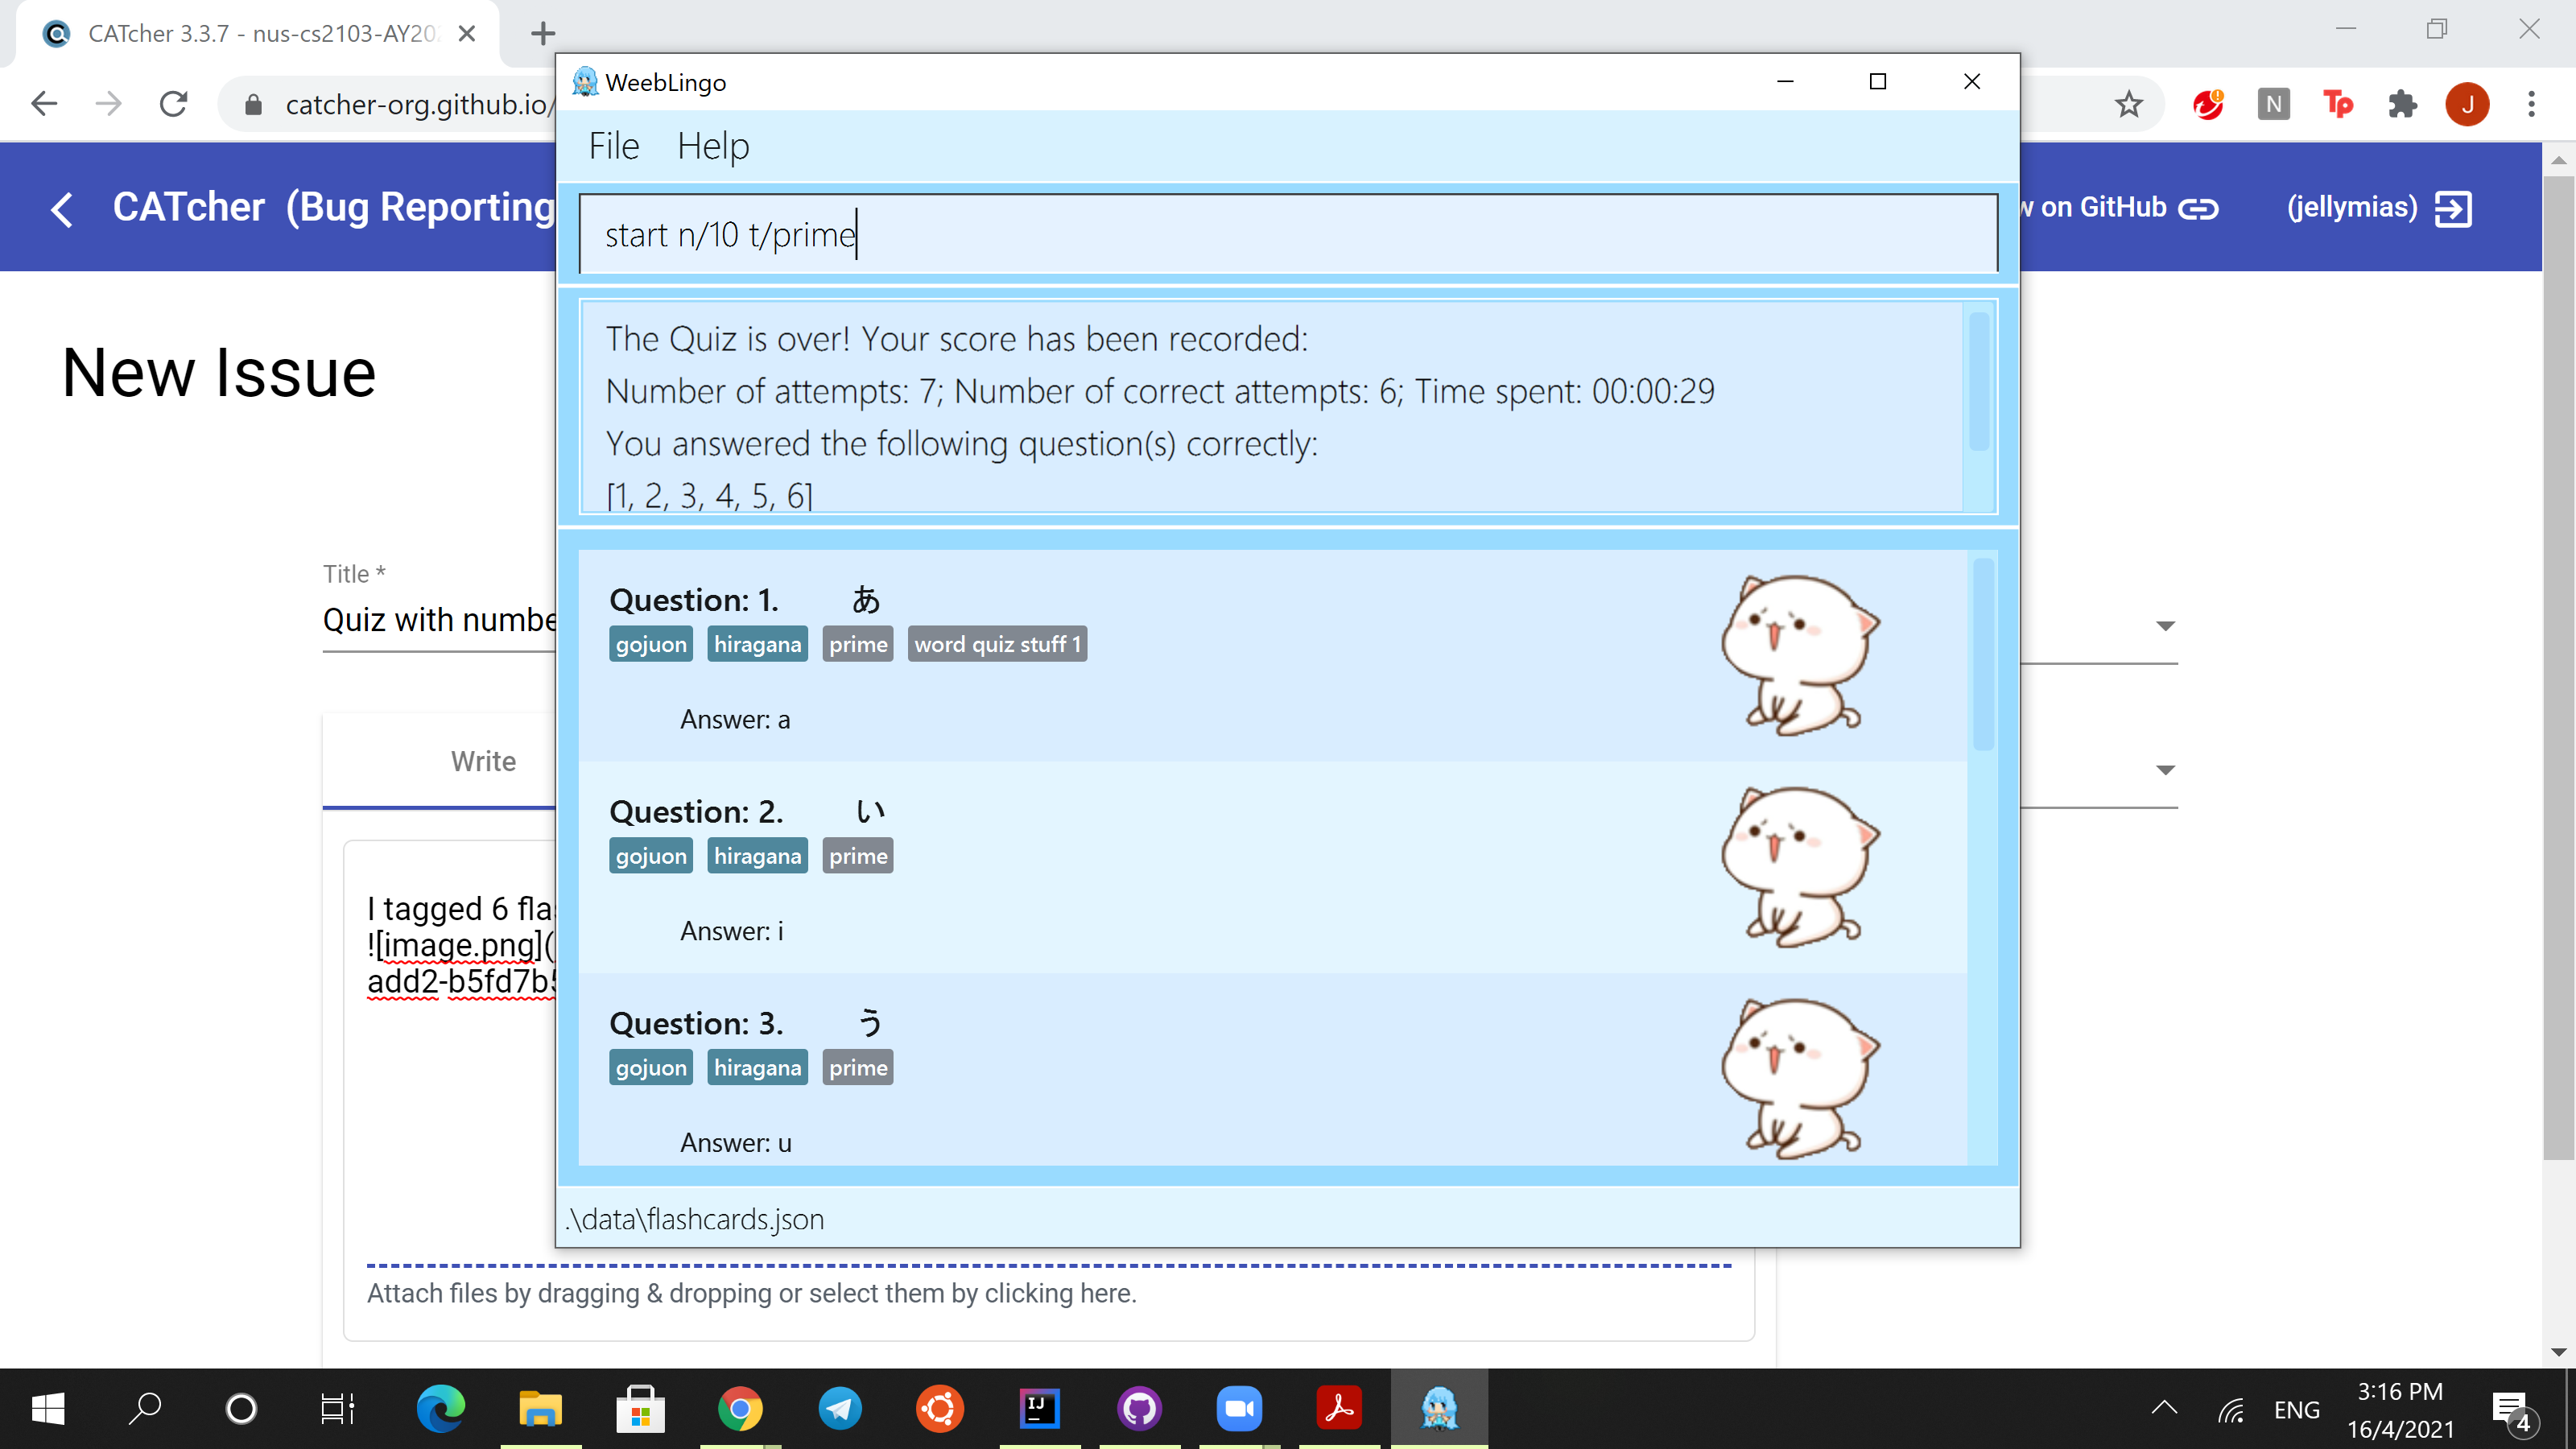 CATcher 3.3.7 - nus-cs2103-AY20
catcher-org.github.io/
N
Tp
J
CATcher (Bug Reporting
w on GitHub
(jellymias)
New Issue
Title *
Quiz with numbe
Write
I tagged 6 flas
![image.png](
add2-b5fd7b5
Attach files by dragging & dropping or select them by clicking here.
WeebLingo
File Help
start n/10 t/prime
The Quiz is over! Your score has been recorded:
Number of attempts: 7; Number of correct attempts: 6; Time spent: 00:00:29
You answered the following question(s) correctly:
[1, 2, 3, 4, 5, 6]
Question: 1. あ
gojuon hiragana prime word quiz stuff 1
Answer: a
Question: 2. い
gojuon hiragana prime
Answer: i
Question: 3. う
gojuon hiragana prime
Answer: u
.\data\flashcards.json
IJ
ENG
3:16 PM
16/4/2021
4